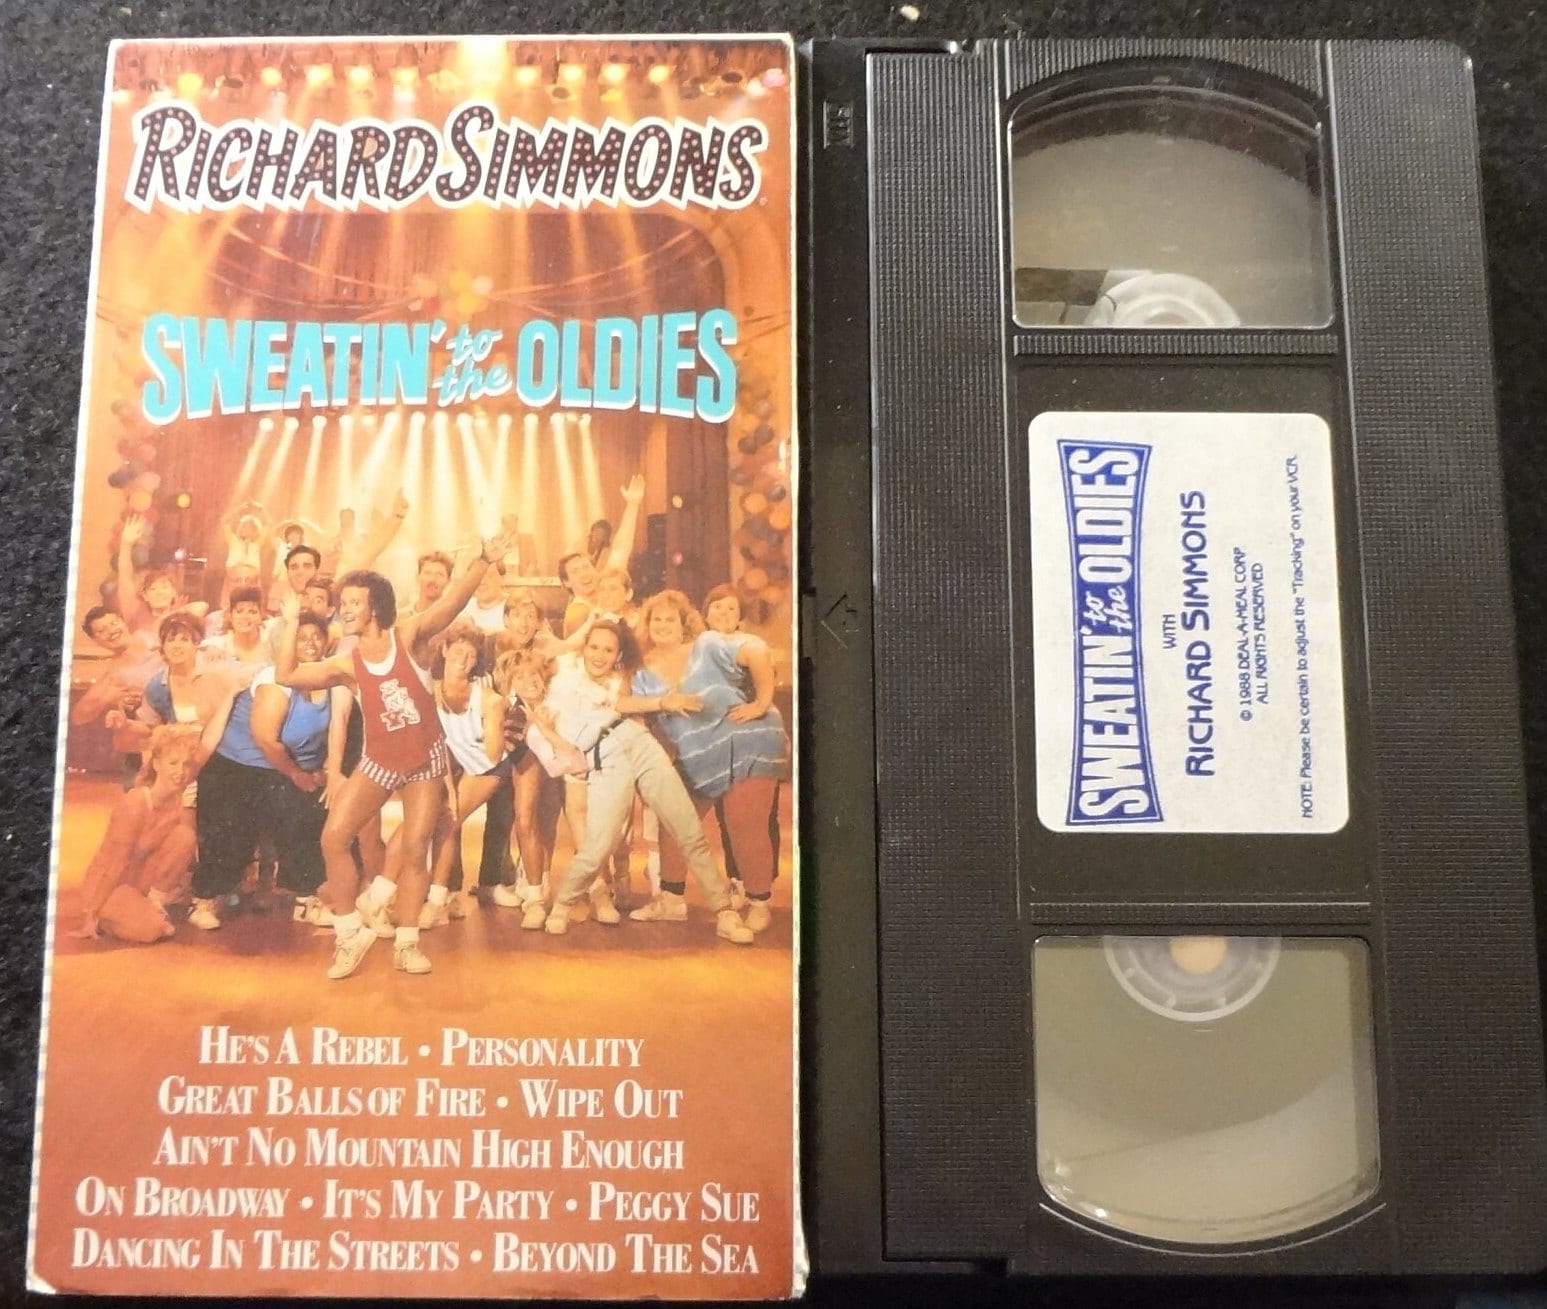 RICHARD SIMMONS
SWEATIN' to the OLDIES
HE'S A REBEL • PERSONALITY
GREAT BALLS OF FIRE • WIPE OUT
AIN'T NO MOUNTAIN HIGH ENOUGH
ON BROADWAY • IT'S MY PARTY • PEGGY SUE
DANCING IN THE STREETS • BEYOND THE SEA
SWEATIN' to the OLDIES
WITH
RICHARD SIMMONS
© 1988 DEAL-A-MEAL CORP
ALL RIGHTS RESERVED
NOTE: Please be certain to adjust the "Tracking" on your VCR.